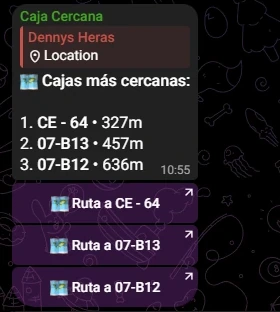 Caja Cercana
Dennys Heras
Location
Cajas más cercanas:
1. CE - 64 • 327m
2. 07-B13 • 457m
3. 07-B12 • 636m
10:55
Ruta a CE - 64
Ruta a 07-B13
Ruta a 07-B12